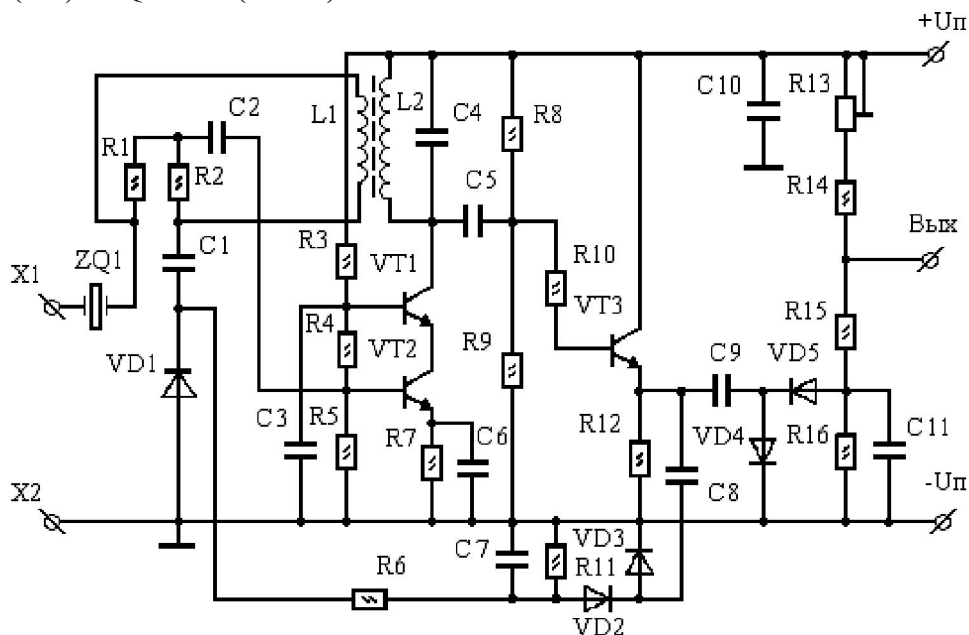 +Uп
C2
L1
L2
C4
R8
C10
R13
R1
R2
C5
R14
C1
R3
R10
Вых
ZQ1
X1
VT1
VT3
R15
R4
VT2
R9
C9
VD5
VD1
C3
R5
R7
C6
R12
VD4
R16
C11
C8
X2
-Uп
C7
VD3
R6
R11
VD2